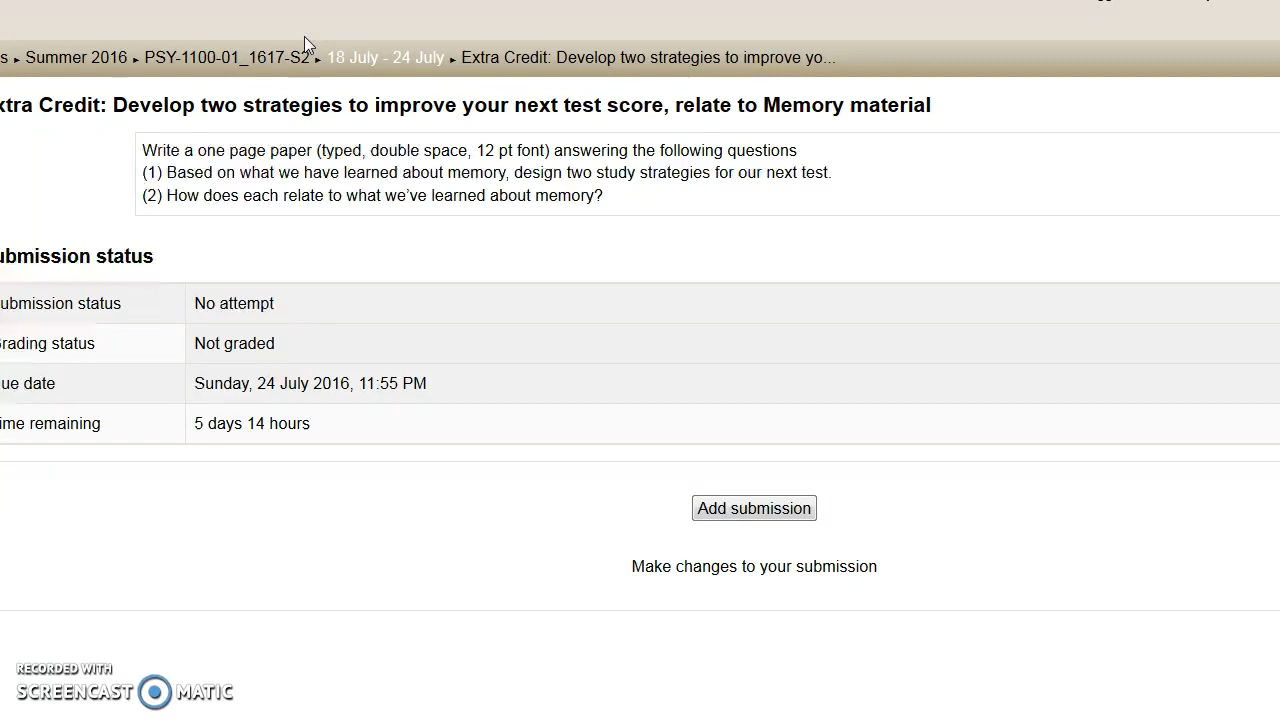 s ▸ Summer 2016 ▸ PSY-1100-01_1617-S2 ▸ 18 July - 24 July ▸ Extra Credit: Develop two strategies to improve yo...
xtra Credit: Develop two strategies to improve your next test score, relate to Memory material
Write a one page paper (typed, double space, 12 pt font) answering the following questions
(1) Based on what we have learned about memory, design two study strategies for our next test.
(2) How does each relate to what we’ve learned about memory?
ubmission status
ubmission status No attempt
rading status Not graded
ue date Sunday, 24 July 2016, 11:55 PM
ime remaining 5 days 14 hours
Add submission
Make changes to your submission
RECORDED WITH
SCREENCAST MATIC